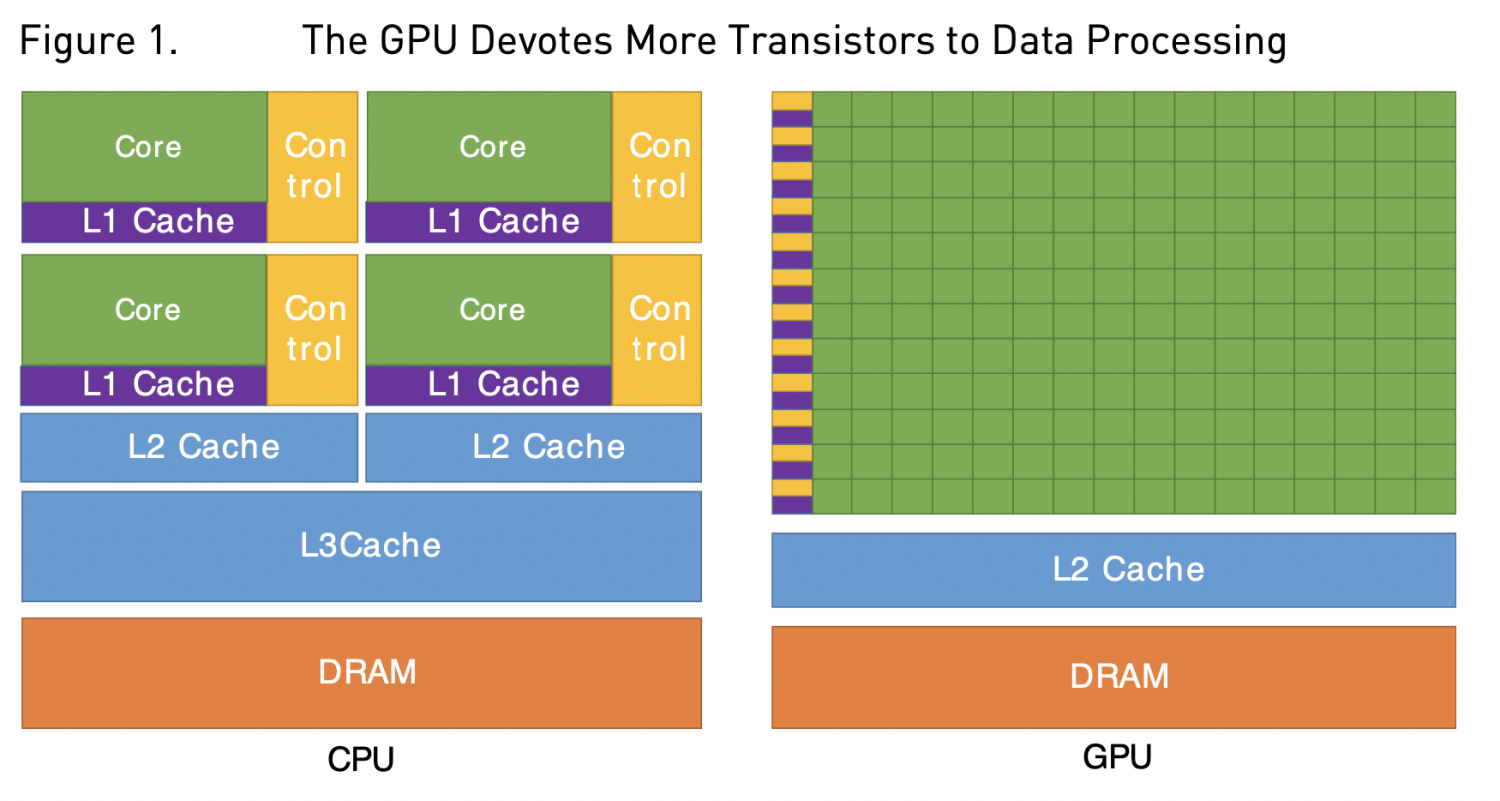 Figure 1. The GPU Devotes More Transistors to Data Processing
Core
Con
trol
L1 Cache
Core
Con
trol
L1 Cache
Core
Con
trol
L1 Cache
Core
Con
trol
L1 Cache
L2 Cache
L2 Cache
L3Cache
DRAM
CPU
L2 Cache
DRAM
GPU